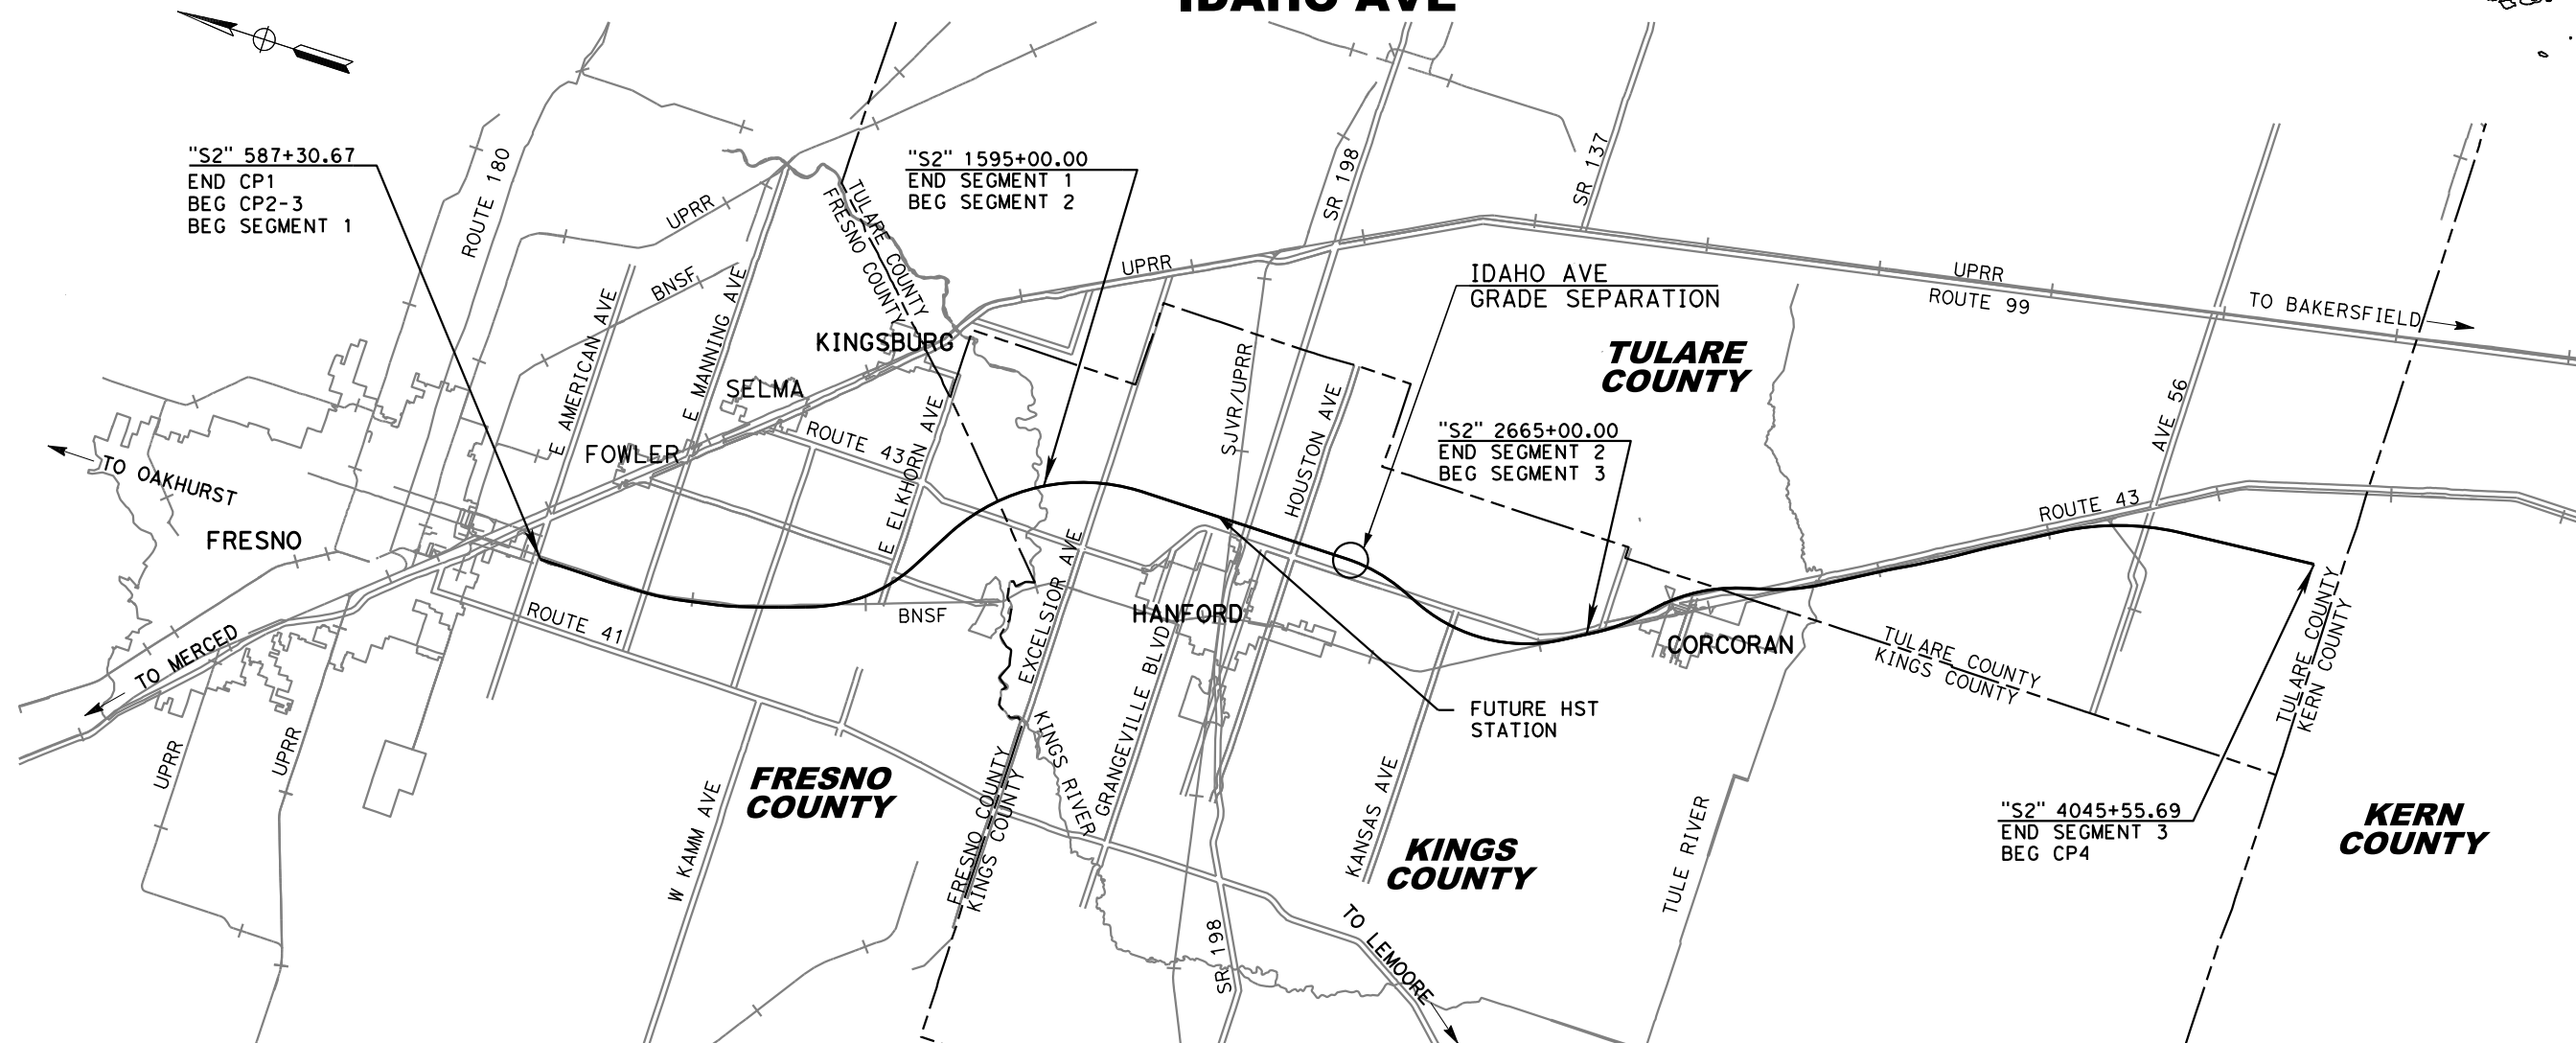 IDAHO AVE
"S2" 587+30.67
END CP1
BEG CP2-3
BEG SEGMENT 1
ROUTE 180
UPRR
BNSF
E AMERICAN AVE
E MANNING AVE
TULARE COUNTY
FRESNO COUNTY
"S2" 1595+00.00
END SEGMENT 1
BEG SEGMENT 2
SR 198
SR 137
UPRR
IDAHO AVE
GRADE SEPARATION
UPRR
ROUTE 99
TO BAKERSFIELD
KINGSBURG
SELMA
FOWLER
ROUTE 43
E ELKHORN AVE
SJVR/UPRR
HOUSTON AVE
TULARE
COUNTY
"S2" 2665+00.00
END SEGMENT 2
BEG SEGMENT 3
AVE 56
ROUTE 43
TO OAKHURST
FRESNO
TO MERCED
ROUTE 41
BNSF
EXCELSIOR AVE
HANFORD
GRANGEVILLE BLVD
CORCORAN
TULARE COUNTY
KINGS COUNTY
TULARE COUNTY
KERN COUNTY
FUTURE HST
STATION
UPRR
UPRR
W KAMM AVE
FRESNO
COUNTY
FRESNO COUNTY
KINGS COUNTY
KINGS RIVER
KANSAS AVE
KINGS
COUNTY
TULE RIVER
"S2" 4045+55.69
END SEGMENT 3
BEG CP4
KERN
COUNTY
SR 198
TO LEMOORE